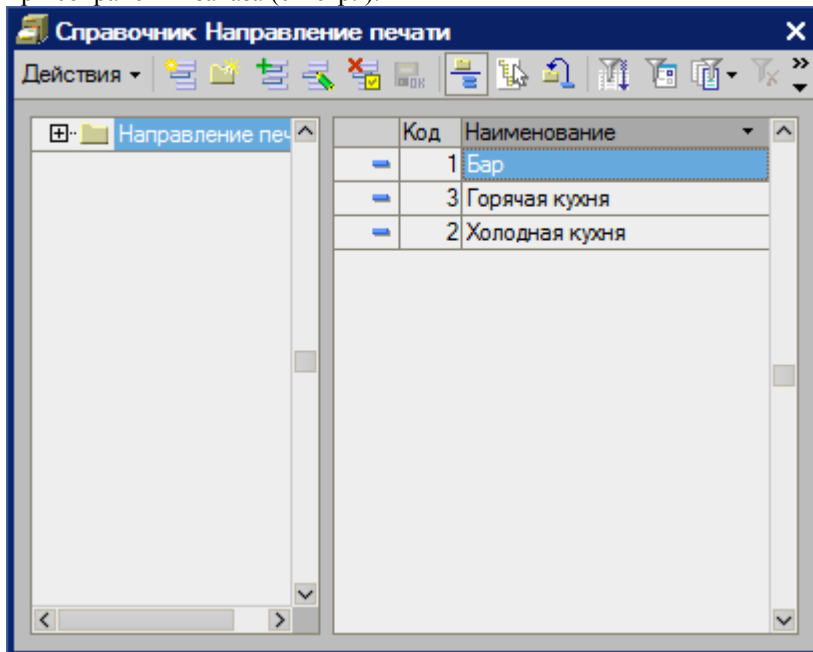 Справочник Направление печати
Действия
Направление печ
Код Наименование
1 Бар
3 Горячая кухня
2 Холодная кухня